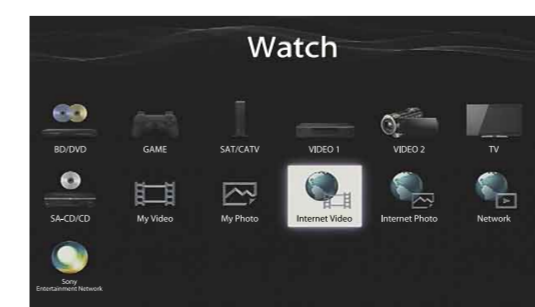 Watch
BD/DVD
GAME
SAT/CATV
VIDEO 1
VIDEO 2
TV
SA-CD/CD
My Video
My Photo
Internet Video
Internet Photo
Network
Sony
Entertainment Network